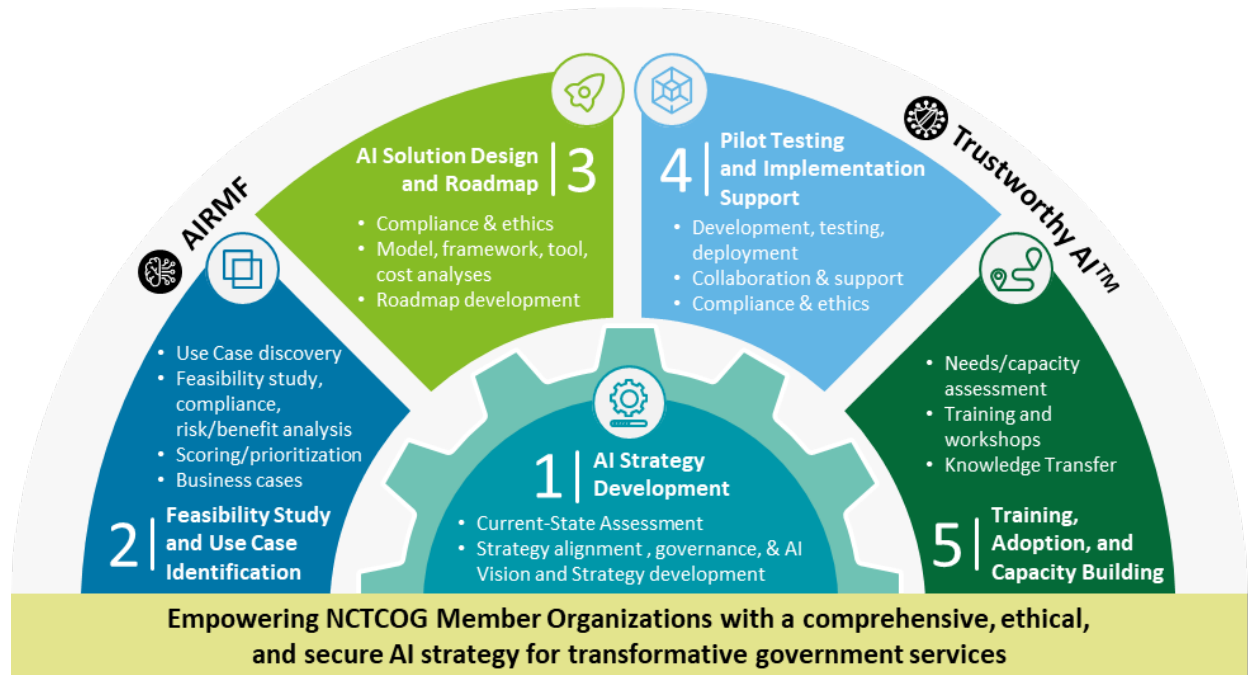 AIRMF
Trustworthy AI™
1
AI Strategy
Development
• Current-State Assessment
• Strategy alignment , governance, & AI
Vision and Strategy development
• Use Case discovery
• Feasibility study,
compliance,
risk/benefit analysis
• Scoring/prioritization
• Business cases
2
Feasibility Study
and Use Case
Identification
AI Solution Design
and Roadmap
3
• Compliance & ethics
• Model, framework, tool,
cost analyses
• Roadmap development
4
Pilot Testing
and Implementation
Support
• Development, testing,
deployment
• Collaboration & support
• Compliance & ethics
• Needs/capacity
assessment
• Training and
workshops
• Knowledge Transfer
5
Training,
Adoption, and
Capacity Building
Empowering NCTCOG Member Organizations with a comprehensive, ethical,
and secure AI strategy for transformative government services